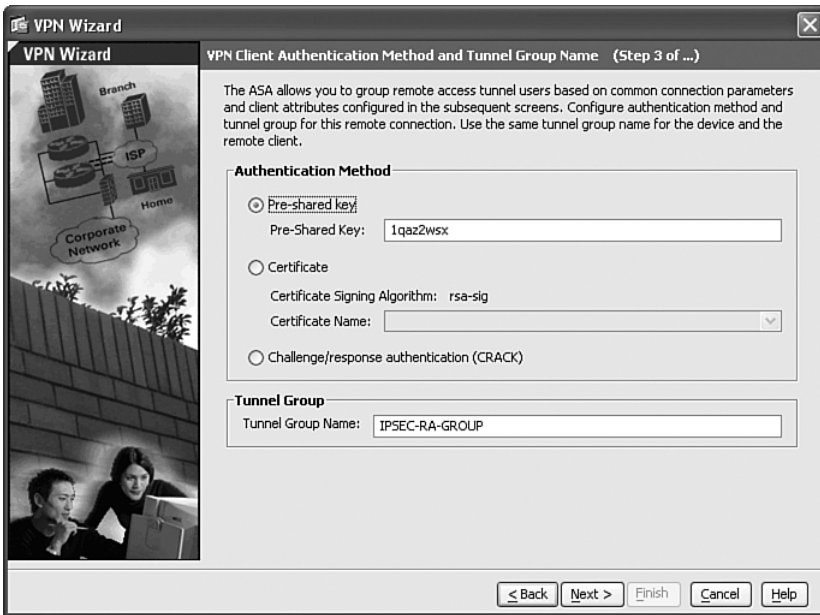 VPN Wizard
VPN Wizard
Branch
ISP
Home
Corporate
Network
VPN Client Authentication Method and Tunnel Group Name (Step 3 of ...)
The ASA allows you to group remote access tunnel users based on common connection parameters
and client attributes configured in the subsequent screens. Configure authentication method and
tunnel group for this remote connection. Use the same tunnel group name for the device and the
remote client.
Authentication Method
Pre-shared key
Pre-Shared Key: 1qaz2wsx
Certificate
Certificate Signing Algorithm: rsa-sig
Certificate Name:
Challenge/response authentication (CRACK)
Tunnel Group
Tunnel Group Name: IPSEC-RA-GROUP
< Back Next > Finish Cancel Help